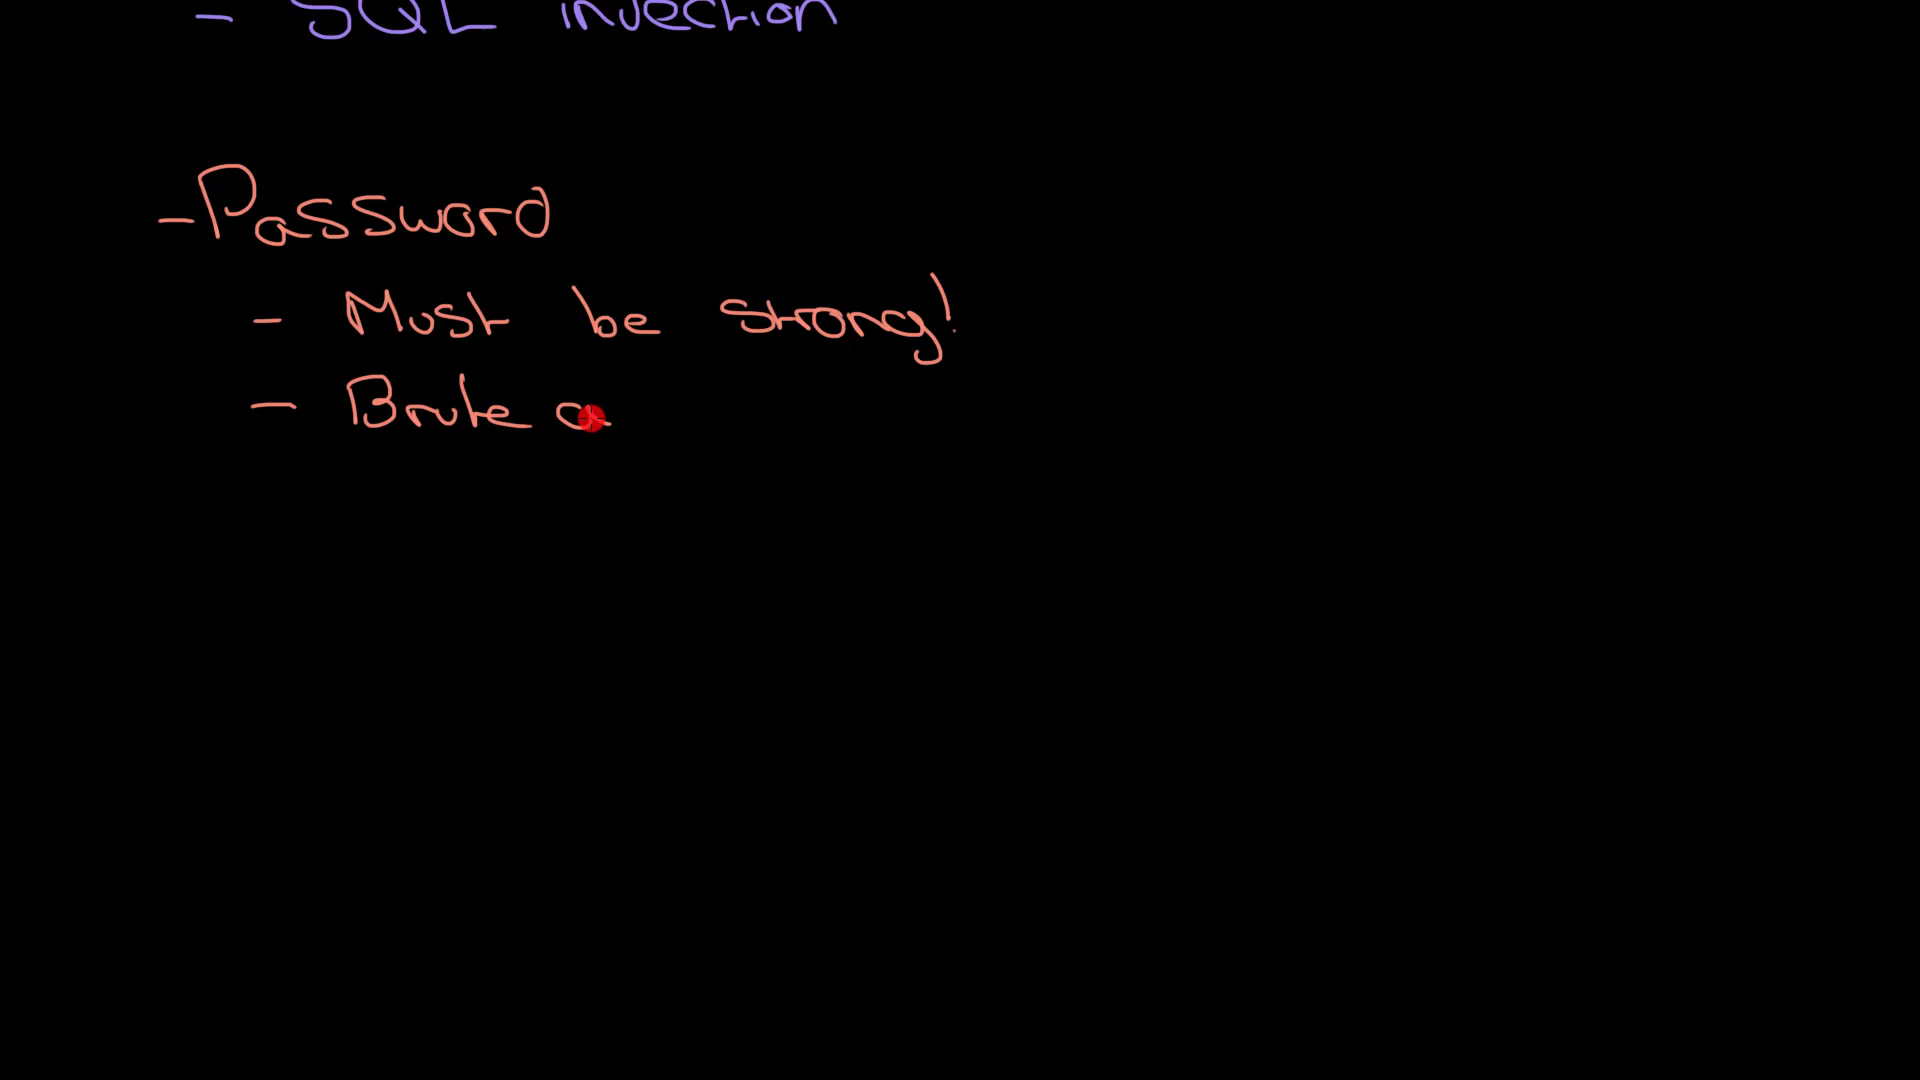 - SQL injection
- Password
- Must be strong!
- Brute a